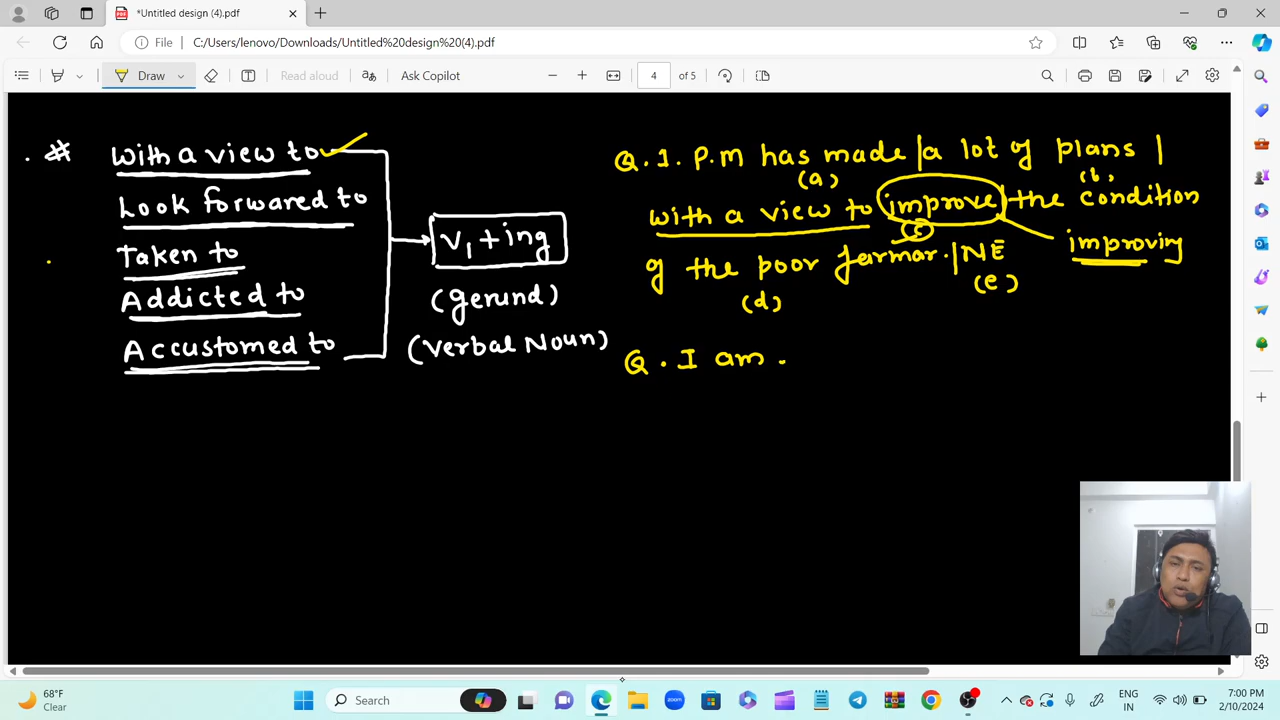 *Untitled design (4).pdf
File
C:/Users/lenovo/Downloads/Untitled%20design%20(4).pdf
Draw
Read aloud
Ask Copilot
4 of 5
# With a view to
Look forwared to
Taken to
Addicted to
Accustomed to
V1 + ing
(gerund)
(Verbal Noun)
Q.1. P.M has made |a lot of plans |
(a) (b)
with a view to improve| the condition
(c)
improving
of the poor farmar.|NE
(d) (e)
Q. I am .
68°F
Clear
Search
zoom
ENG
IN
7:00 PM
2/10/2024